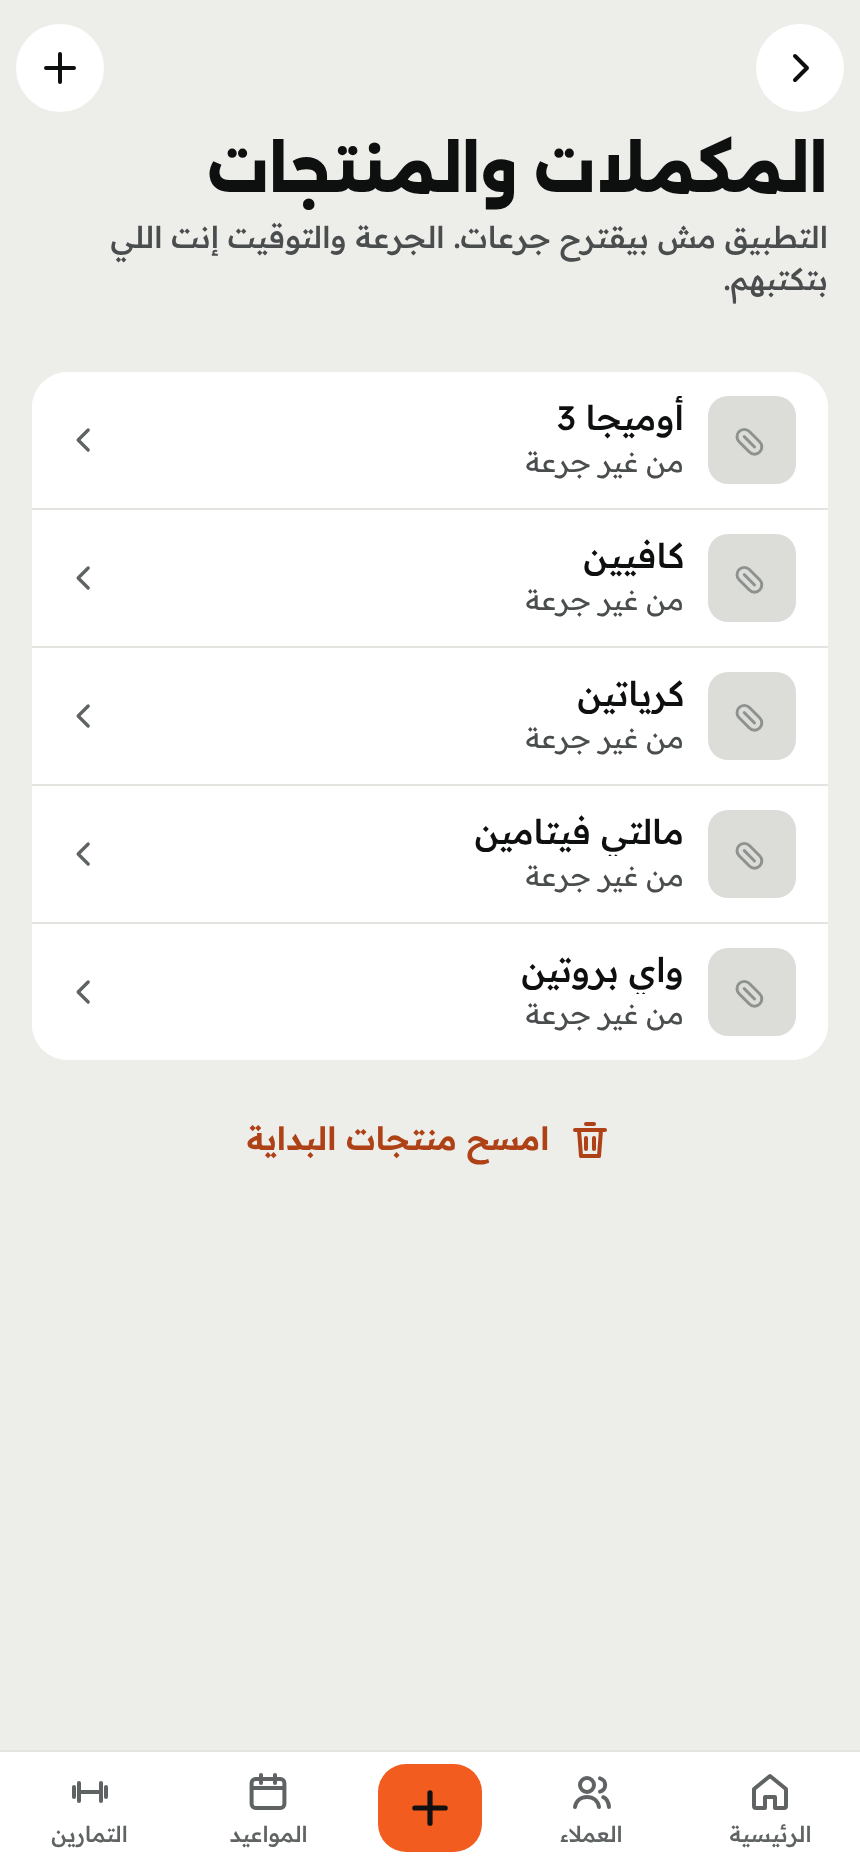 المكملات والمنتجات
التطبيق مش بيقترح جرعات. الجرعة والتوقيت إنت اللي
بتكتبهم.
أوميجا 3
من غير جرعة
كافيين
من غير جرعة
كرياتين
من غير جرعة
مالتي فيتامين
من غير جرعة
واي بروتين
من غير جرعة
امسح منتجات البداية
الرئيسية
العملاء
المواعيد
التمارين